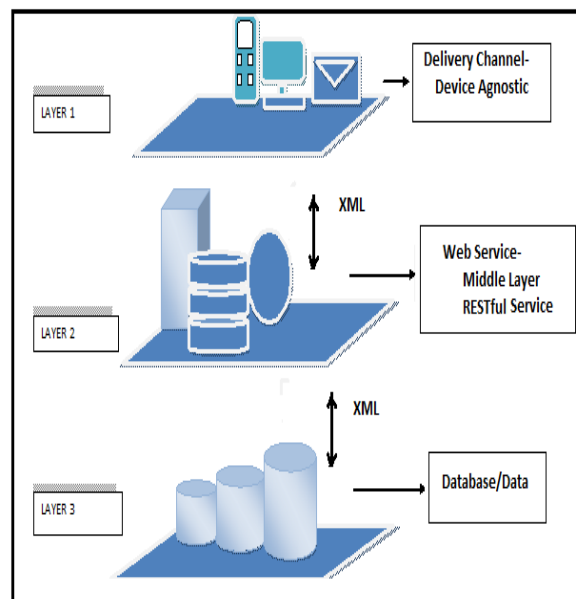 Delivery Channel-
Device Agnostic
LAYER 1
XML
Web Service-
Middle Layer
RESTful Service
LAYER 2
XML
Database/Data
LAYER 3